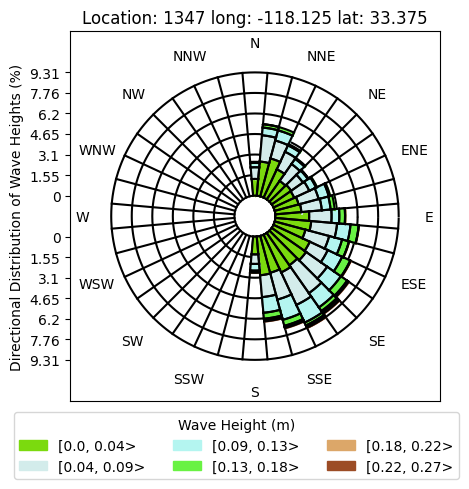 Location: 1347 long: -118.125 lat: 33.375
N
NNW
NNE
NW
NE
WNW
ENE
W
E
WSW
ESE
SW
SE
SSW
SSE
S
9.31
7.76
6.2
4.65
3.1
1.55
0
0
1.55
3.1
4.65
6.2
7.76
9.31
Directional Distribution of Wave Heights (%)
Wave Height (m)
[0.0, 0.04> [0.09, 0.13> [0.18, 0.22>
[0.04, 0.09> [0.13, 0.18> [0.22, 0.27>